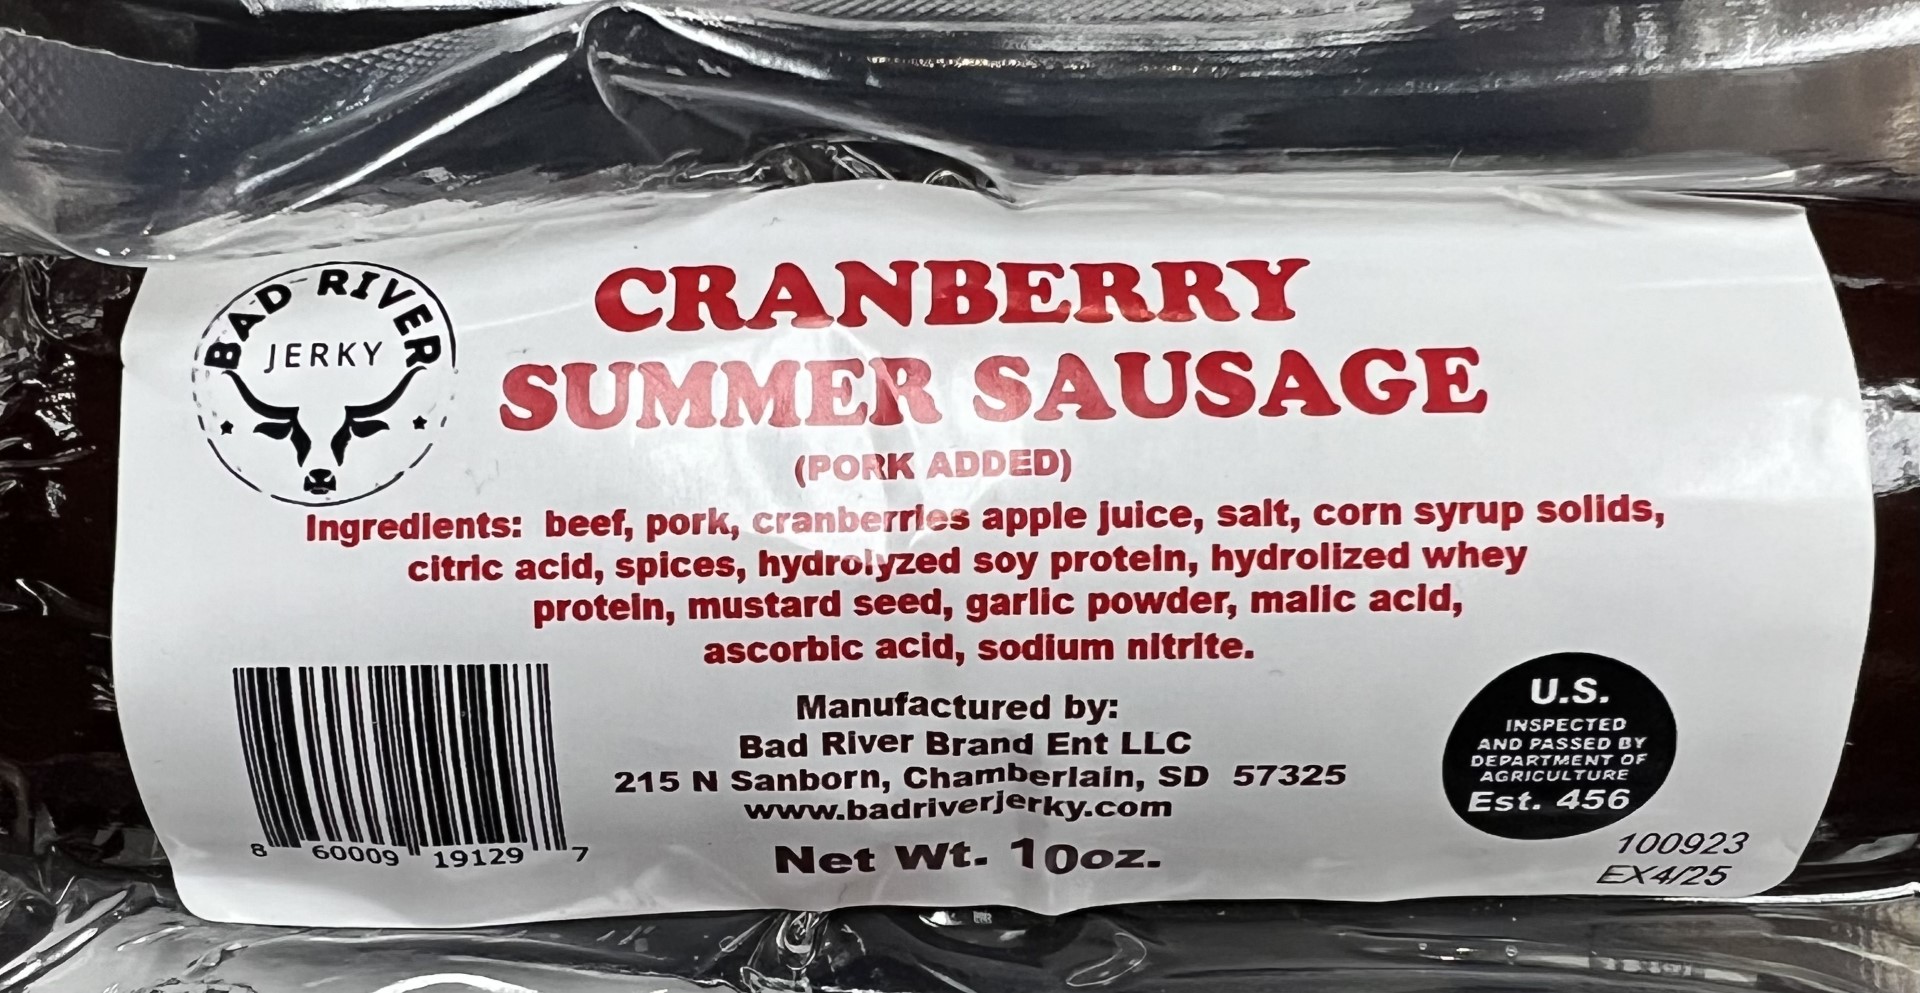 BAD RIVER
JERKY
CRANBERRY
SUMMER SAUSAGE
(PORK ADDED)
Ingredients: beef, pork, cranberries apple juice, salt, corn syrup solids,
citric acid, spices, hydrolyzed soy protein, hydrolized whey
protein, mustard seed, garlic powder, malic acid,
ascorbic acid, sodium nitrite.
Manufactured by:
Bad River Brand Ent LLC
215 N Sanborn, Chamberlain, SD 57325
www.badriverjerky.com
Net Wt. 10oz.
8 60009 19129 7
U.S.
INSPECTED
AND PASSED BY
DEPARTMENT OF
AGRICULTURE
Est. 456
100923
EX4/25